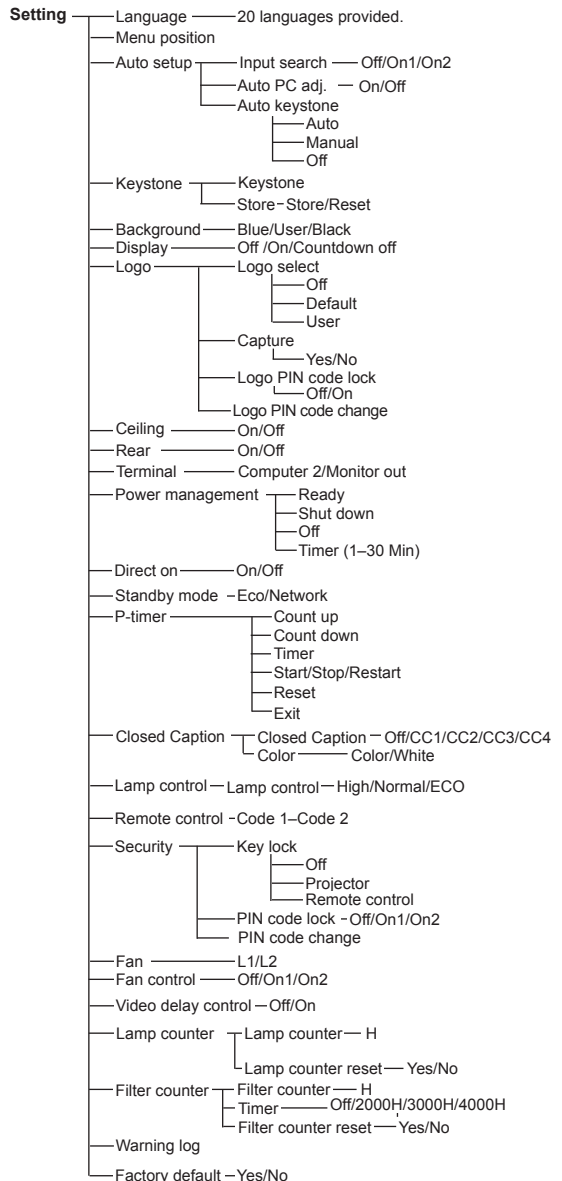 Setting Language 20 languages provided.
Menu position
Auto setup Input search Off/On1/On2
Auto PC adj. On/Off
Auto keystone
Auto
Manual
Off
Keystone Keystone
Store Store/Reset
Background Blue/User/Black
Display Off /On/Countdown off
Logo Logo select
Off
Default
User
Capture
Yes/No
Logo PIN code lock
Off/On
Logo PIN code change
Ceiling On/Off
Rear On/Off
Terminal Computer 2/Monitor out
Power management Ready
Shut down
Off
Timer (1–30 Min)
Direct on On/Off
Standby mode Eco/Network
P-timer Count up
Count down
Timer
Start/Stop/Restart
Reset
Exit
Closed Caption Closed Caption Off/CC1/CC2/CC3/CC4
Color Color/White
Lamp control Lamp control High/Normal/ECO
Remote control Code 1–Code 2
Security Key lock
Off
Projector
Remote control
PIN code lock Off/On1/On2
PIN code change
Fan L1/L2
Fan control Off/On1/On2
Video delay control Off/On
Lamp counter Lamp counter H
Lamp counter reset Yes/No
Filter counter Filter counter H
Timer Off/2000H/3000H/4000H
Filter counter reset Yes/No
Warning log
Factory default Yes/No